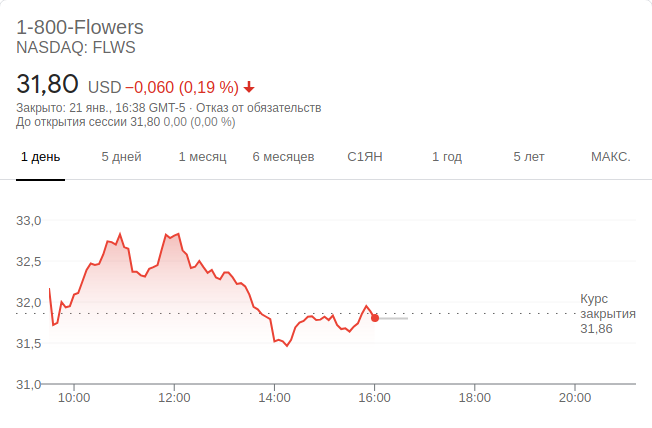 1-800-Flowers
NASDAQ: FLWS
31,80 USD −0,060 (0,19 %)
Закрыто: 21 янв., 16:38 GMT-5 · Отказ от обязательств
До открытия сессии 31,80 0,00 (0,00 %)
1 день 5 дней 1 месяц 6 месяцев С1ЯН 1 год 5 лет МАКС.
33,0
32,5
32,0
31,5
31,0
Курс
закрытия
31,86
10:00 12:00 14:00 16:00 18:00 20:00